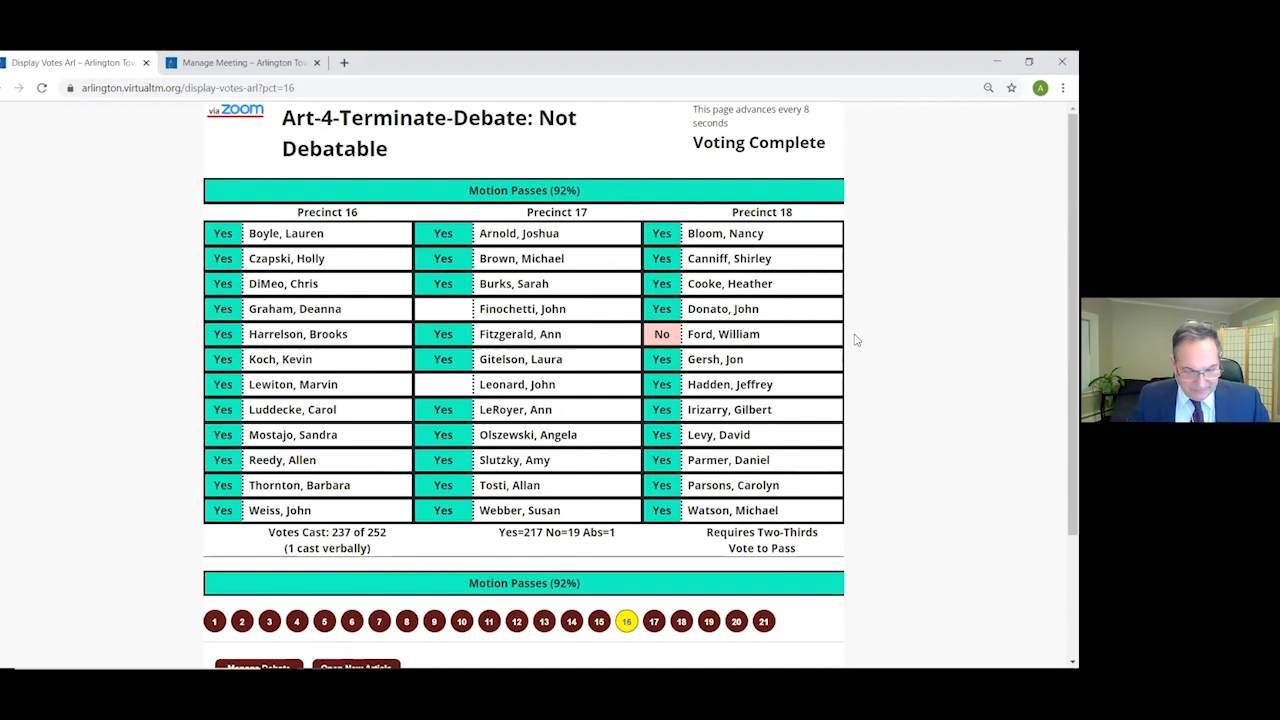 Display Votes Arl – Arlington Tov
Manage Meeting – Arlington To
arlington.virtualtm.org/display-votes-arl?pct=16
A
via zoom
Art-4-Terminate-Debate: Not
Debatable
This page advances every 8
seconds
Voting Complete
Motion Passes (92%)
Precinct 16 Precinct 17 Precinct 18
Yes Boyle, Lauren Yes Arnold, Joshua Yes Bloom, Nancy
Yes Czapski, Holly Yes Brown, Michael Yes Canniff, Shirley
Yes DiMeo, Chris Yes Burks, Sarah Yes Cooke, Heather
Yes Graham, Deanna Finochetti, John Yes Donato, John
Yes Harrelson, Brooks Yes Fitzgerald, Ann No Ford, William
Yes Koch, Kevin Yes Gitelson, Laura Yes Gersh, Jon
Yes Lewiton, Marvin Leonard, John Yes Hadden, Jeffrey
Yes Luddecke, Carol Yes LeRoyer, Ann Yes Irizarry, Gilbert
Yes Mostajo, Sandra Yes Olszewski, Angela Yes Levy, David
Yes Reedy, Allen Yes Slutzky, Amy Yes Parmer, Daniel
Yes Thornton, Barbara Yes Tosti, Allan Yes Parsons, Carolyn
Yes Weiss, John Yes Webber, Susan Yes Watson, Michael
Votes Cast: 237 of 252 Yes=217 No=19 Abs=1 Requires Two-Thirds
(1 cast verbally) Vote to Pass
Motion Passes (92%)
1 2 3 4 5 6 7 8 9 10 11 12 13 14 15 16 17 18 19 20 21
Manage Debate Open New Article